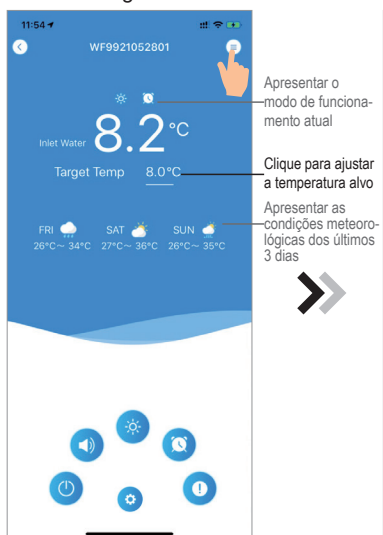 11:54
WF9921052801
Apresentar o
modo de funciona-
mento atual
Inlet Water 8.2°C
Target Temp 8.0°C
Clique para ajustar
a temperatura alvo
Apresentar as
condições meteoro-
lógicas dos últimos
3 dias
FRI SAT SUN
26°C~ 34°C 27°C~ 36°C 26°C~ 35°C